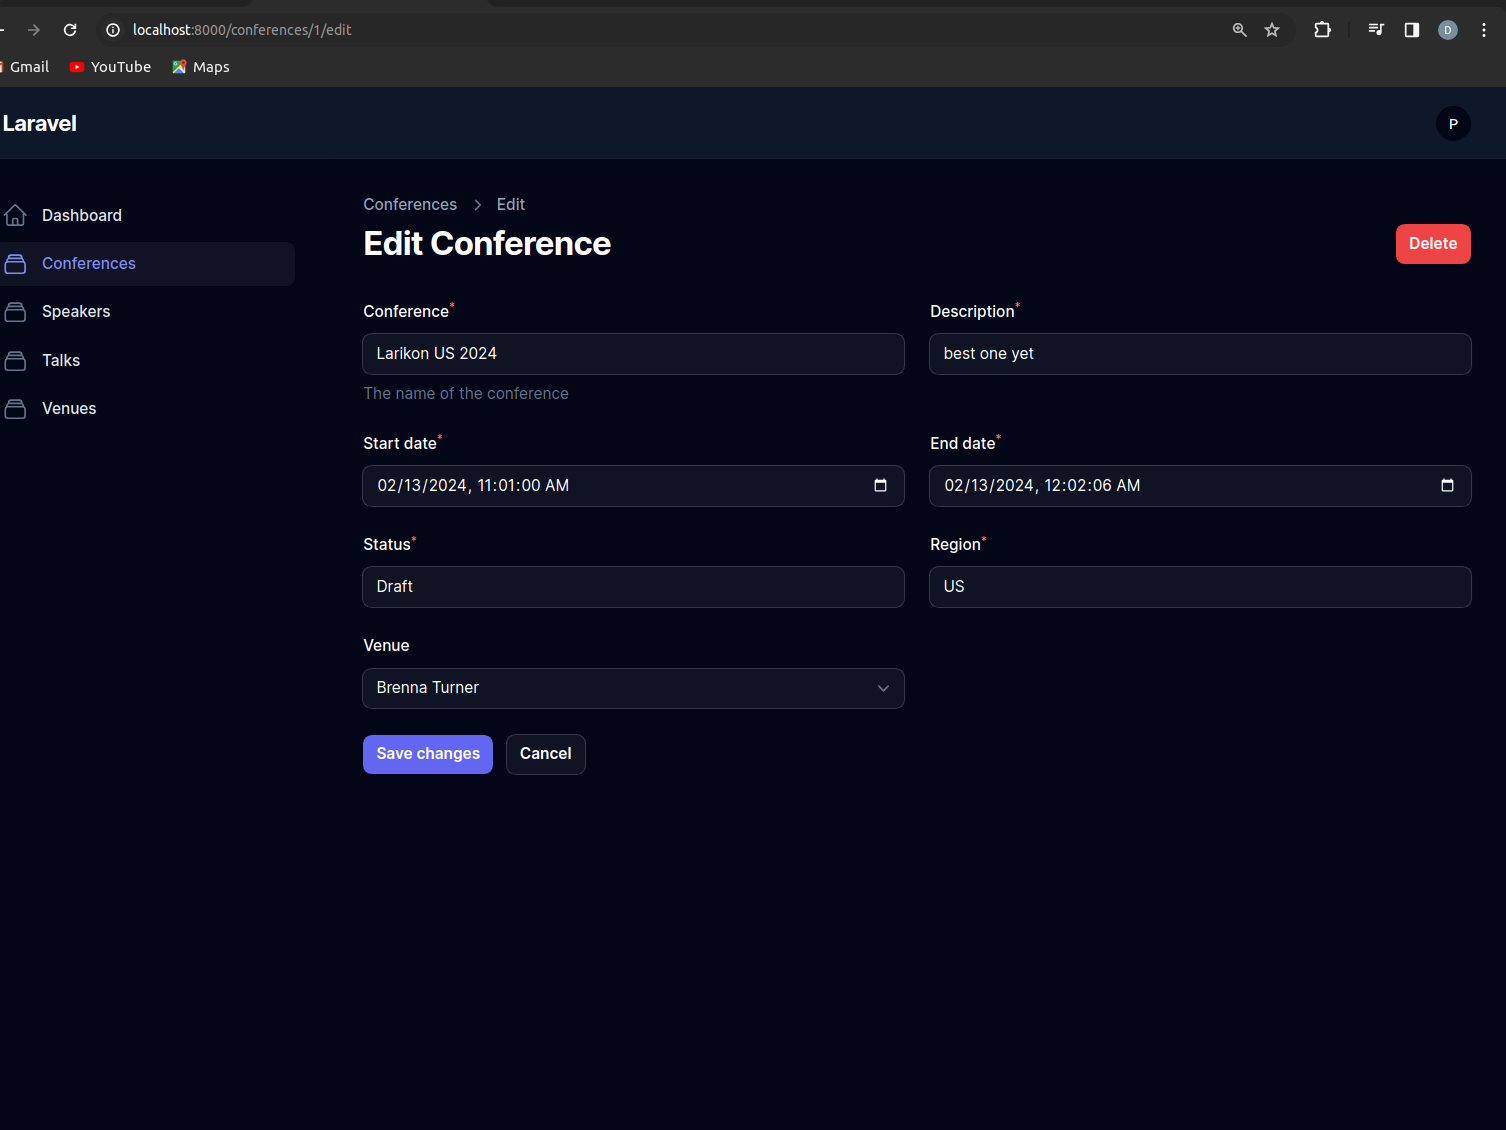 localhost:8000/conferences/1/edit
D
Gmail YouTube Maps
Laravel
P
Dashboard
Conferences
Speakers
Talks
Venues
Conferences > Edit
Edit Conference
Delete
Conference* Description*
Larikon US 2024 best one yet
The name of the conference
Start date* End date*
02/13/2024, 11:01:00 AM 02/13/2024, 12:02:06 AM
Status* Region*
Draft US
Venue
Brenna Turner
Save changes Cancel